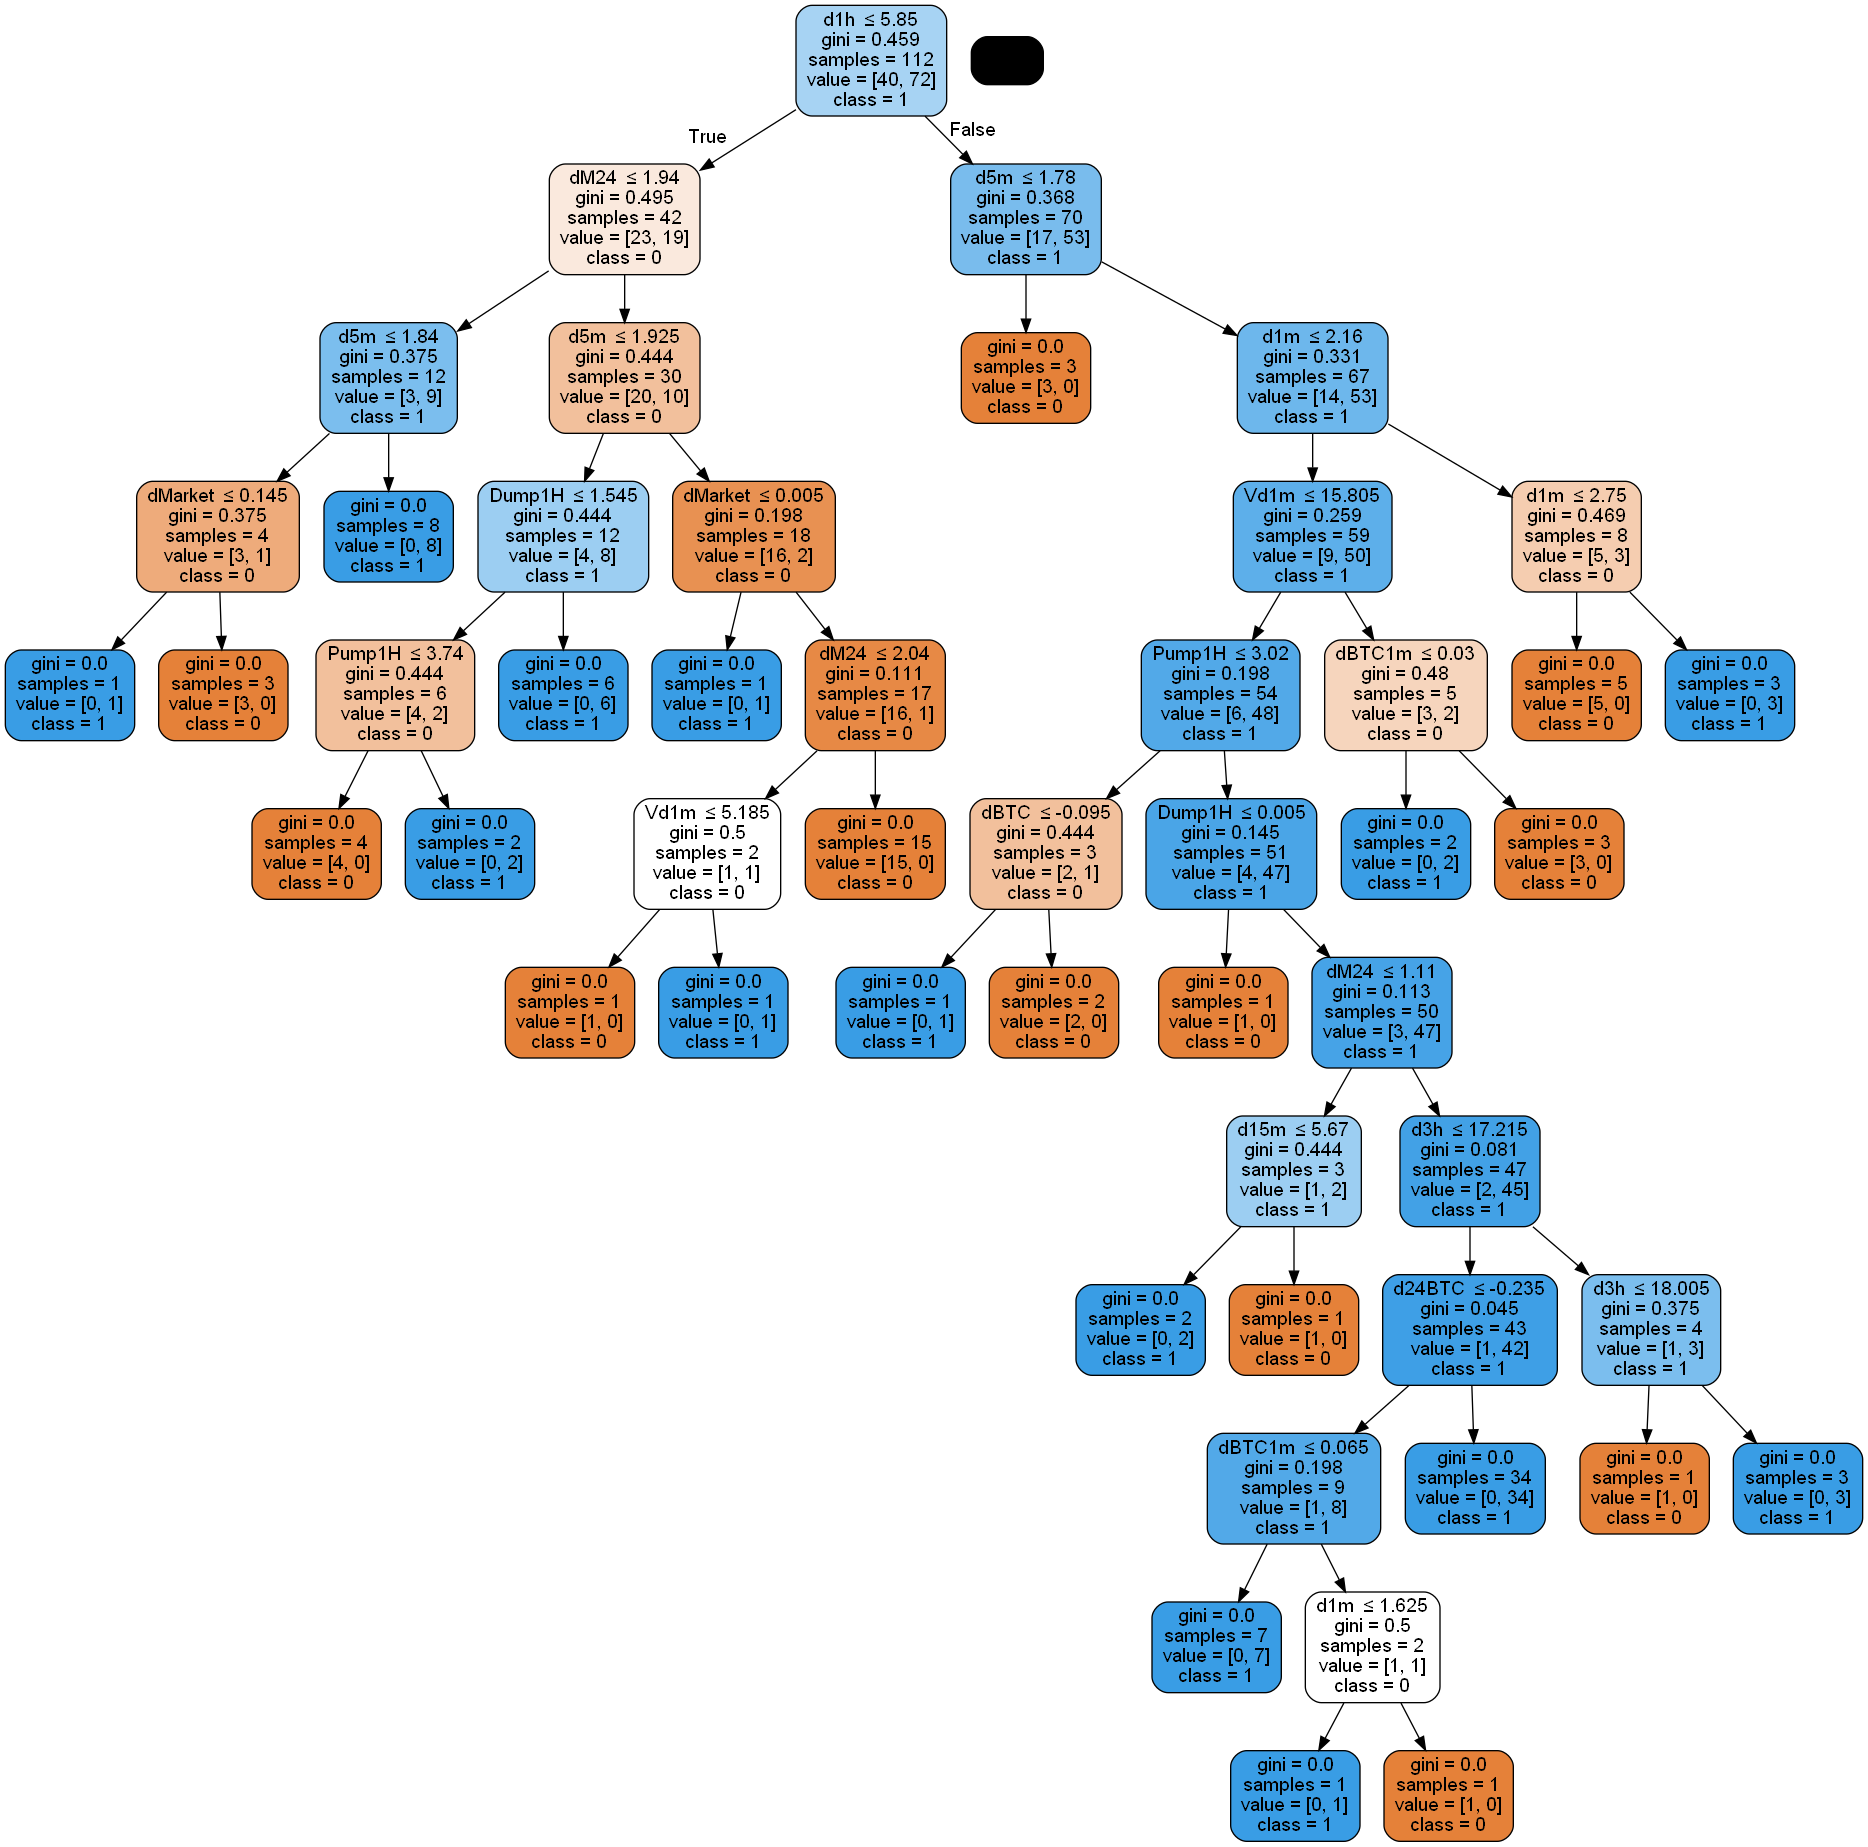 d1h ≤ 5.85
gini = 0.459
samples = 112
value = [40, 72]
class = 1
True
False
dM24 ≤ 1.94
gini = 0.495
samples = 42
value = [23, 19]
class = 0
d5m ≤ 1.78
gini = 0.368
samples = 70
value = [17, 53]
class = 1
d5m ≤ 1.84
gini = 0.375
samples = 12
value = [3, 9]
class = 1
d5m ≤ 1.925
gini = 0.444
samples = 30
value = [20, 10]
class = 0
gini = 0.0
samples = 3
value = [3, 0]
class = 0
d1m ≤ 2.16
gini = 0.331
samples = 67
value = [14, 53]
class = 1
dMarket ≤ 0.145
gini = 0.375
samples = 4
value = [3, 1]
class = 0
gini = 0.0
samples = 8
value = [0, 8]
class = 1
Dump1H ≤ 1.545
gini = 0.444
samples = 12
value = [4, 8]
class = 1
dMarket ≤ 0.005
gini = 0.198
samples = 18
value = [16, 2]
class = 0
Vd1m ≤ 15.805
gini = 0.259
samples = 59
value = [9, 50]
class = 1
d1m ≤ 2.75
gini = 0.469
samples = 8
value = [5, 3]
class = 0
gini = 0.0
samples = 1
value = [0, 1]
class = 1
gini = 0.0
samples = 3
value = [3, 0]
class = 0
Pump1H ≤ 3.74
gini = 0.444
samples = 6
value = [4, 2]
class = 0
gini = 0.0
samples = 6
value = [0, 6]
class = 1
gini = 0.0
samples = 1
value = [0, 1]
class = 1
dM24 ≤ 2.04
gini = 0.111
samples = 17
value = [16, 1]
class = 0
Pump1H ≤ 3.02
gini = 0.198
samples = 54
value = [6, 48]
class = 1
dBTC1m ≤ 0.03
gini = 0.48
samples = 5
value = [3, 2]
class = 0
gini = 0.0
samples = 5
value = [5, 0]
class = 0
gini = 0.0
samples = 3
value = [0, 3]
class = 1
gini = 0.0
samples = 4
value = [4, 0]
class = 0
gini = 0.0
samples = 2
value = [0, 2]
class = 1
Vd1m ≤ 5.185
gini = 0.5
samples = 2
value = [1, 1]
class = 0
gini = 0.0
samples = 15
value = [15, 0]
class = 0
dBTC ≤ -0.095
gini = 0.444
samples = 3
value = [2, 1]
class = 0
Dump1H ≤ 0.005
gini = 0.145
samples = 51
value = [4, 47]
class = 1
gini = 0.0
samples = 2
value = [0, 2]
class = 1
gini = 0.0
samples = 3
value = [3, 0]
class = 0
gini = 0.0
samples = 1
value = [1, 0]
class = 0
gini = 0.0
samples = 1
value = [0, 1]
class = 1
gini = 0.0
samples = 1
value = [0, 1]
class = 1
gini = 0.0
samples = 2
value = [2, 0]
class = 0
gini = 0.0
samples = 1
value = [1, 0]
class = 0
dM24 ≤ 1.11
gini = 0.113
samples = 50
value = [3, 47]
class = 1
d15m ≤ 5.67
gini = 0.444
samples = 3
value = [1, 2]
class = 1
d3h ≤ 17.215
gini = 0.081
samples = 47
value = [2, 45]
class = 1
gini = 0.0
samples = 2
value = [0, 2]
class = 1
gini = 0.0
samples = 1
value = [1, 0]
class = 0
d24BTC ≤ -0.235
gini = 0.045
samples = 43
value = [1, 42]
class = 1
d3h ≤ 18.005
gini = 0.375
samples = 4
value = [1, 3]
class = 1
dBTC1m ≤ 0.065
gini = 0.198
samples = 9
value = [1, 8]
class = 1
gini = 0.0
samples = 34
value = [0, 34]
class = 1
gini = 0.0
samples = 1
value = [1, 0]
class = 0
gini = 0.0
samples = 3
value = [0, 3]
class = 1
gini = 0.0
samples = 7
value = [0, 7]
class = 1
d1m ≤ 1.625
gini = 0.5
samples = 2
value = [1, 1]
class = 0
gini = 0.0
samples = 1
value = [0, 1]
class = 1
gini = 0.0
samples = 1
value = [1, 0]
class = 0